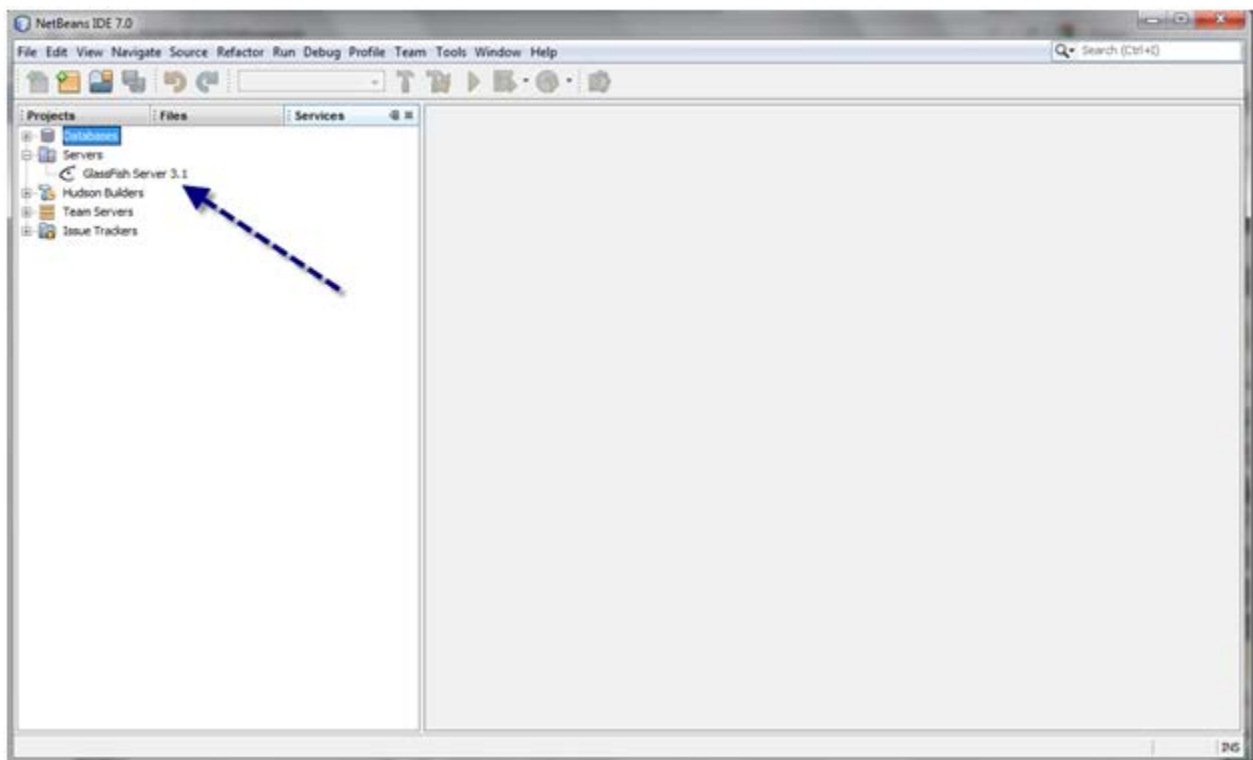 NetBeans IDE 7.0
File Edit View Navigate Source Refactor Run Debug Profile Team Tools Window Help
Search (Ctrl+I)
Projects Files Services
Databases
Servers
GlassFish Server 3.1
Hudson Builders
Team Servers
Issue Trackers
INS